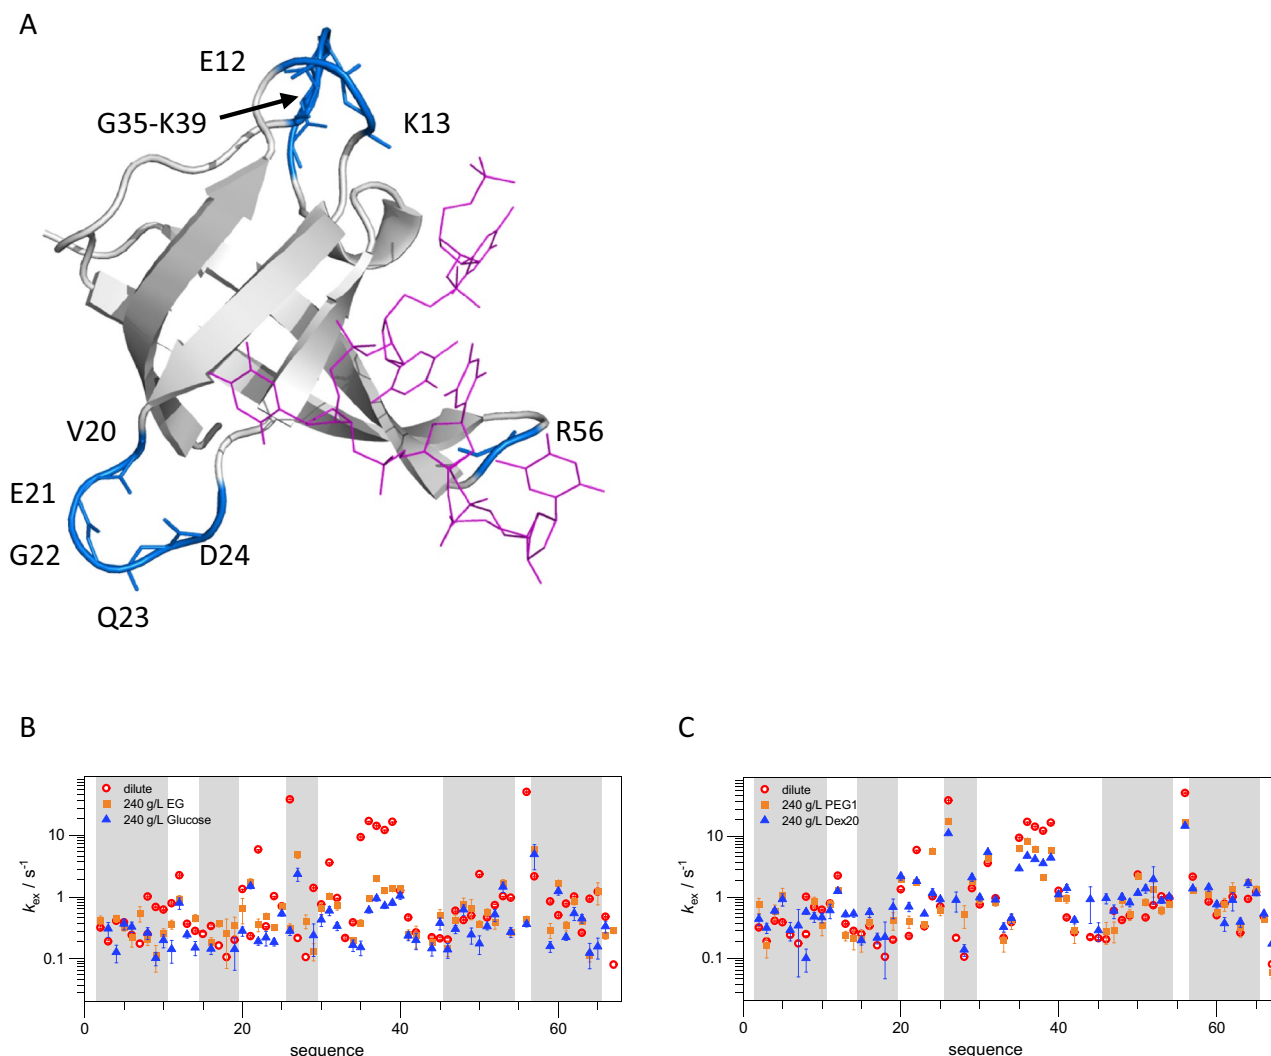 A
E12
G35-K39
K13
V20
R56
E21
G22
D24
Q23
B
C
dilute
240 g/L EG
240 g/L Glucose
10
1
0.1
kex / s-1
0
20
40
60
sequence
dilute
240 g/L PEG1
240 g/L Dex20
10
1
0.1
kex / s-1
0
20
40
60
sequence